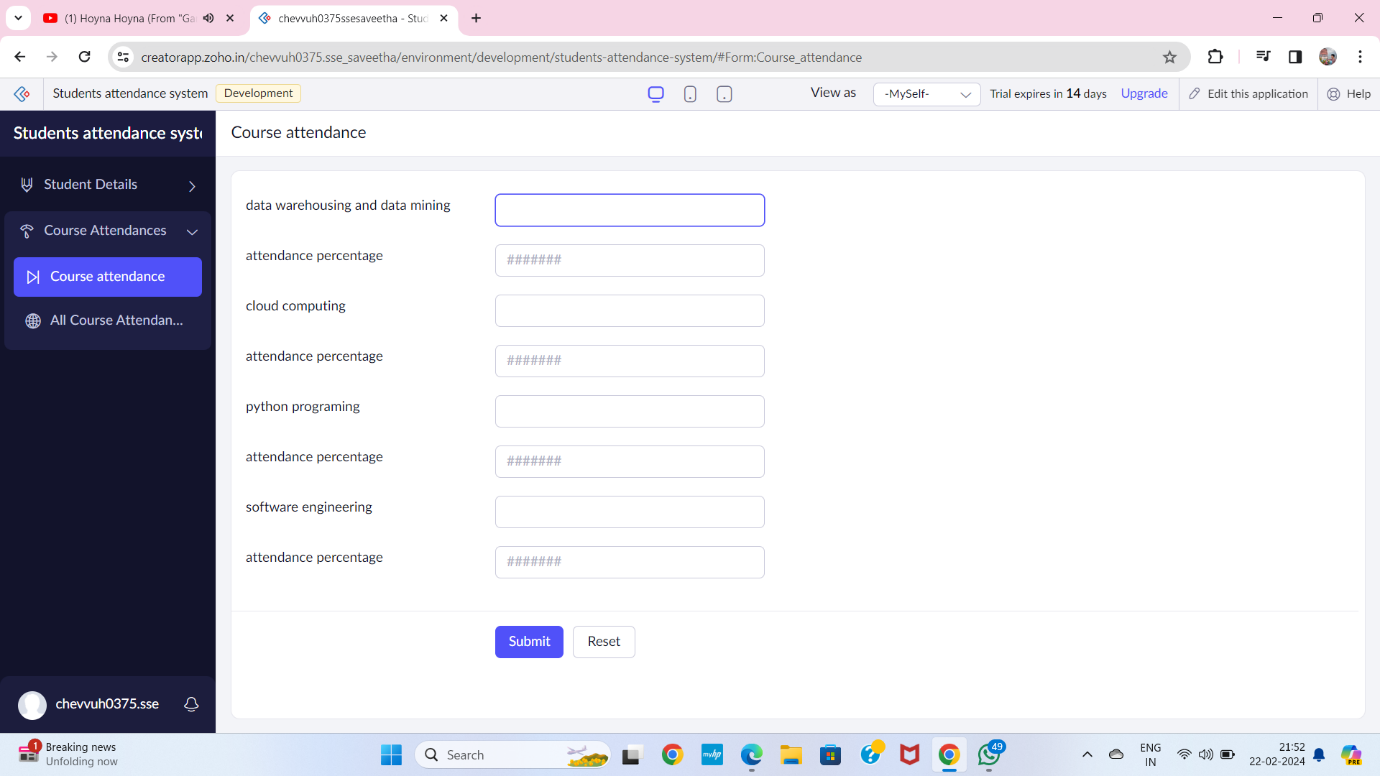 (1) Hoyna Hoyna (From "Ga
chevvuh0375ssesaveetha - Stud
creatorapp.zoho.in/chevvuh0375.sse_saveetha/environment/development/students-attendance-system/#Form:Course_attendance
Students attendance system
Development
View as
-MySelf-
Trial expires in 14 days
Upgrade
Edit this application
Help
Students attendance syst
Course attendance
Student Details
Course Attendances
Course attendance
All Course Attendan...
data warehousing and data mining
attendance percentage
#######
cloud computing
attendance percentage
#######
python programing
attendance percentage
#######
software engineering
attendance percentage
#######
Submit
Reset
chevvuh0375.sse
1
Breaking news
Unfolding now
Search
myhp
49
PRE
ENG
IN
21:52
22-02-2024